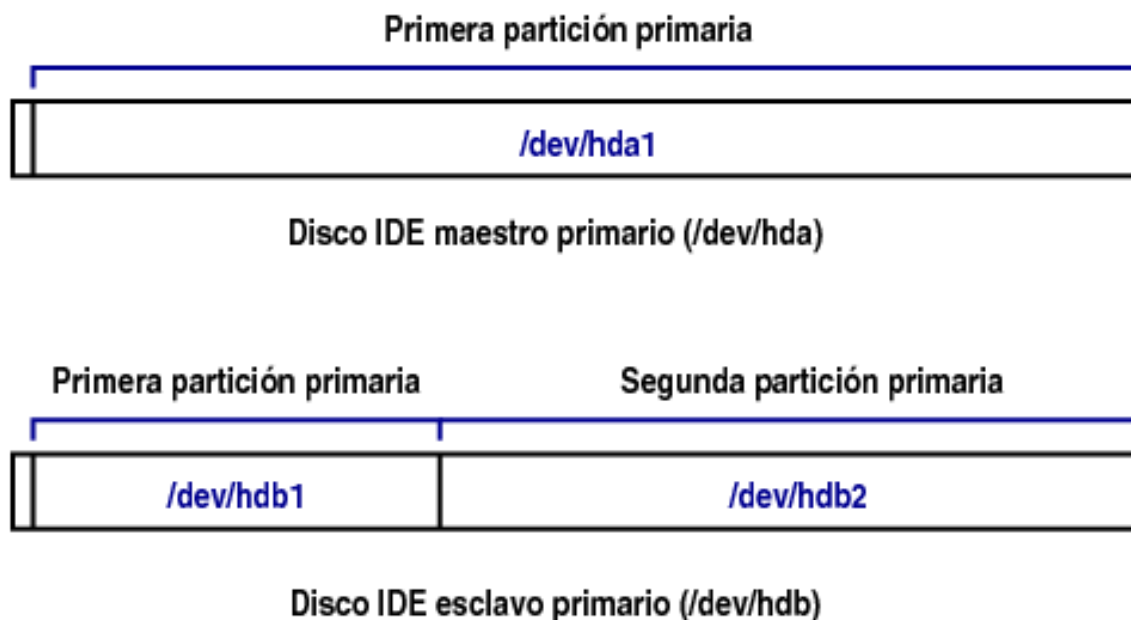 Primera partición primaria
/dev/hda1
Disco IDE maestro primario (/dev/hda)
Primera partición primaria Segunda partición primaria
/dev/hdb1 /dev/hdb2
Disco IDE esclavo primario (/dev/hdb)